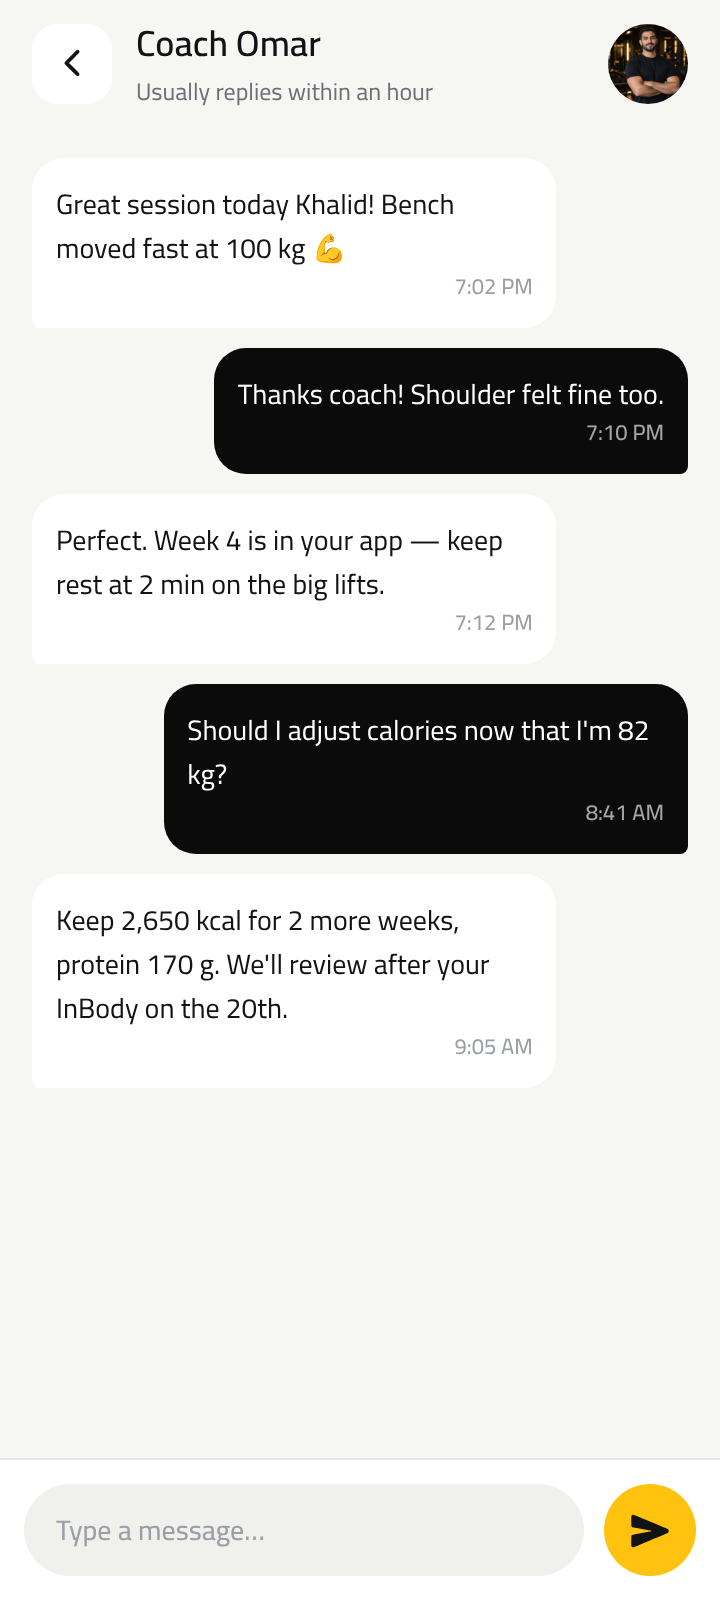 Coach Omar
Usually replies within an hour
Great session today Khalid! Bench
moved fast at 100 kg 💪
7:02 PM
Thanks coach! Shoulder felt fine too.
7:10 PM
Perfect. Week 4 is in your app — keep
rest at 2 min on the big lifts.
7:12 PM
Should I adjust calories now that I'm 82
kg?
8:41 AM
Keep 2,650 kcal for 2 more weeks,
protein 170 g. We'll review after your
InBody on the 20th.
9:05 AM
Type a message...